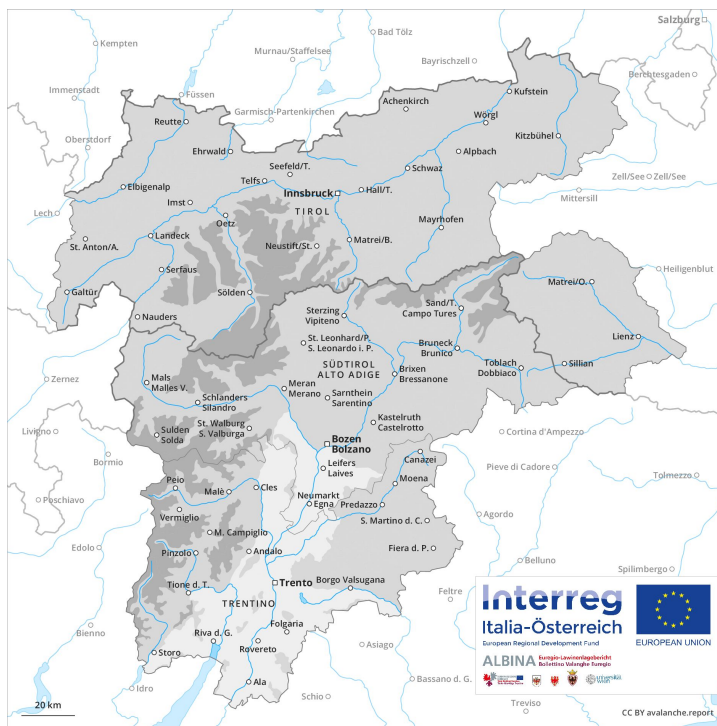 Salzburg
Kempten
Bad Tölz
Murnau/Staffelsee
Bayrischzell
Berchtesgaden
Immenstadt
Füssen
Garmisch-Partenkirchen
Achenkirch
Kufstein
Reutte
Wörgl
Oberstdorf
Ehrwald
Kitzbühel
Alpbach
Seefeld/T.
Schwaz
Telfs
Zell/See
Zell/See
Elbigenalp
Innsbruck
Hall/T.
Mittersill
Imst
Lech
TIROL
Oetz
Mayrhofen
Landeck
St. Anton/A.
Neustift/St.
Matrei/B.
Serfaus
Heiligenblut
Galtür
Sölden
Matrei/O.
Sand/T.
Campo Tures
Nauders
Sterzing
Vipiteno
Lienz
St. Leonhard/P.
S. Leonardo i. P.
Bruneck
Brunico
Toblach
Dobbiaco
Sillian
SÜDTIROL
ALTO ADIGE
Brixen
Bressanone
Zernez
Mals
Malles V.
Meran
Merano
Schlanders
Silandro
Sarnthein
Sarentino
St. Walburg
S. Valburga
Kastelruth
Castelrotto
Livigno
Sulden
Solda
Bozen
Bolzano
Cortina d'Ampezzo
Canazei
Bormio
Leifers
Laives
Pieve di Cadore
Tolmezzo
Moena
Peio
Malè
Cles
Neumarkt
Egna
Predazzo
Poschiavo
Vermiglio
Agordo
S. Martino d. C.
M. Campiglio
Edolo
Pinzolo
Andalo
Fiera d. P.
Belluno
Spilimbergo
Tione d. T.
Trento
Borgo Valsugana
Feltre
TRENTINO
Folgaria
Bienno
Riva d. G.
Rovereto
Asiago
Storo
Bassano d. G.
Idro
Ala
Schio
Treviso
20 km
Interreg
Italia-Österreich
European Regional Development Fund
EUROPEAN UNION
ALBINA
Euregio-Lawinenlagebericht
Bollettino Valanghe Euregio
universität
wien
CC BY avalanche.report